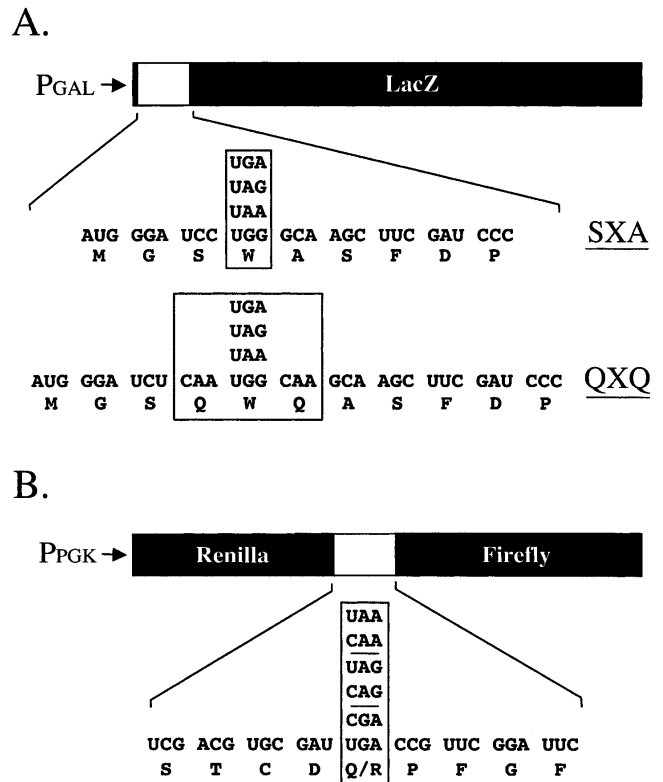 A.
PGAL LacZ
UGA
UAG
UAA
AUG GGA UCC UGG GCA AGC UUC GAU CCC SXA
M G S W A S F D P
UGA
UAG
UAA
AUG GGA UCU CAA UGG CAA GCA AGC UUC GAU CCC QXQ
M G S Q W Q A S F D P
B.
PPGK Renilla Firefly
UAA
CAA
UAG
CAG
CGA
UCG ACG UGC GAU UGA CCG UUC GGA UUC
S T C D Q/R P F G F